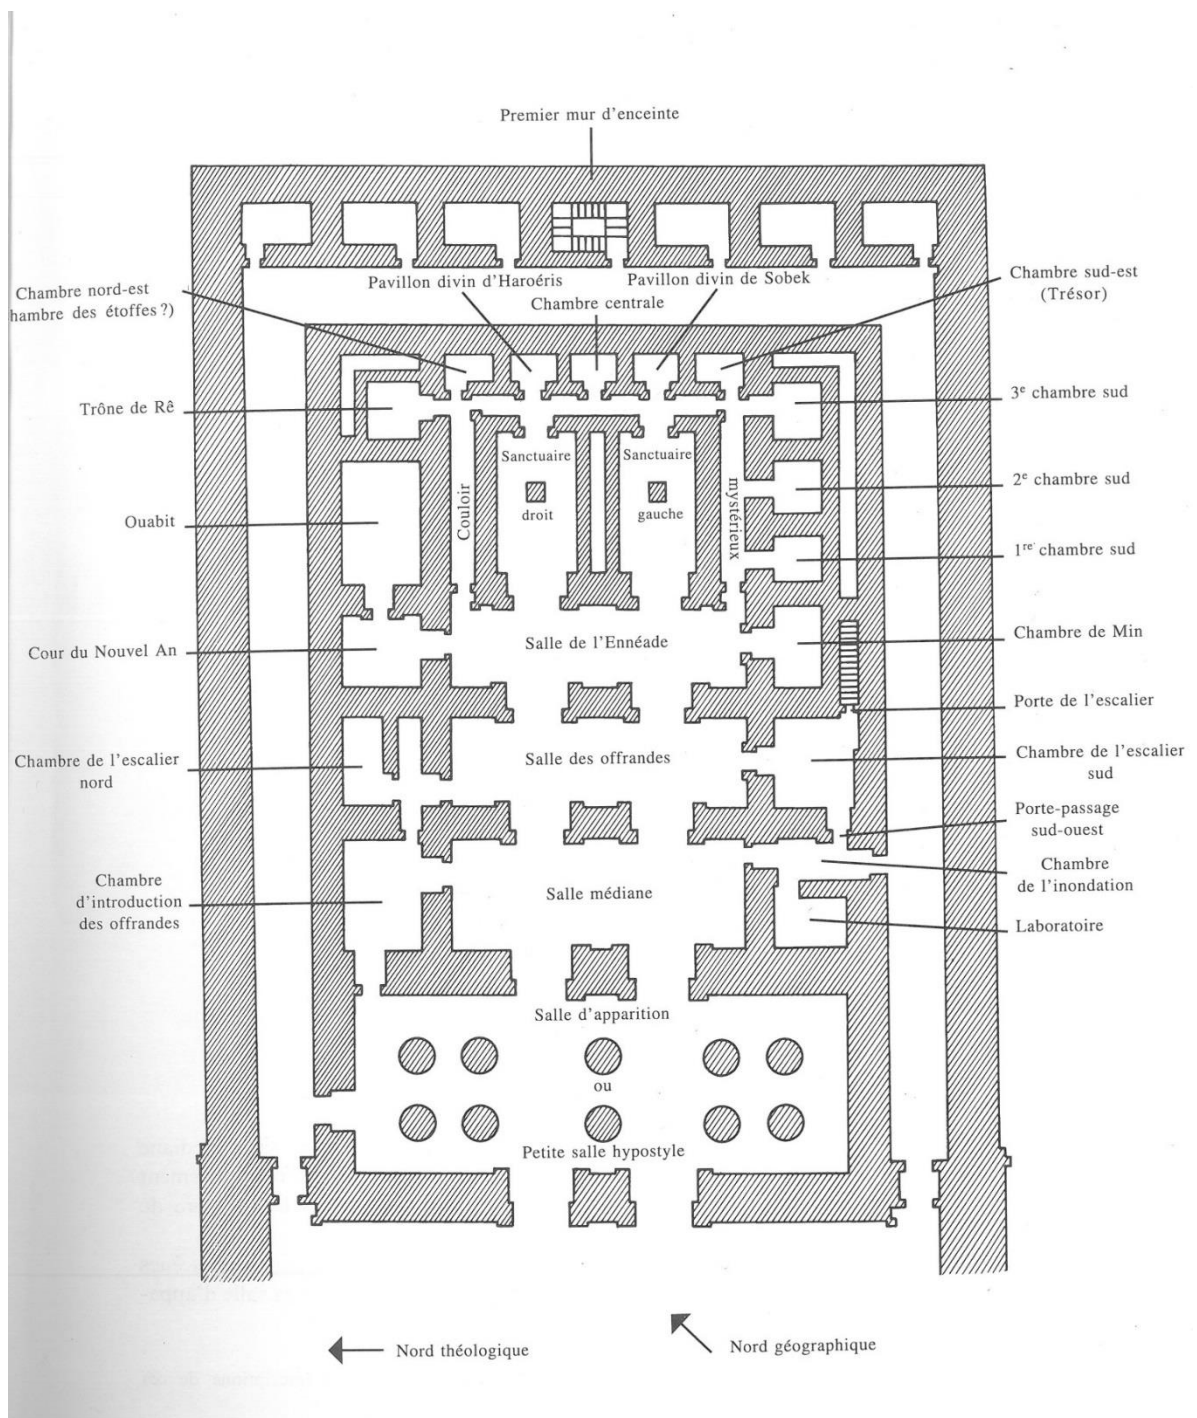 Premier mur d'enceinte
Chambre nord-est
hambre des étoffes?)
Pavillon divin d'Haroéris
Pavillon divin de Sobek
Chambre centrale
Chambre sud-est
(Trésor)
Trône de Rê
3e chambre sud
Sanctuaire
droit
Sanctuaire
gauche
Couloir
mystérieux
2e chambre sud
Ouabit
1re chambre sud
Cour du Nouvel An
Salle de l'Ennéade
Chambre de Min
Porte de l'escalier
Chambre de l'escalier
nord
Salle des offrandes
Chambre de l'escalier
sud
Porte-passage
sud-ouest
Chambre
d'introduction
des offrandes
Salle médiane
Chambre
de l'inondation
Laboratoire
Salle d'apparition
ou
Petite salle hypostyle
Nord théologique
Nord géographique